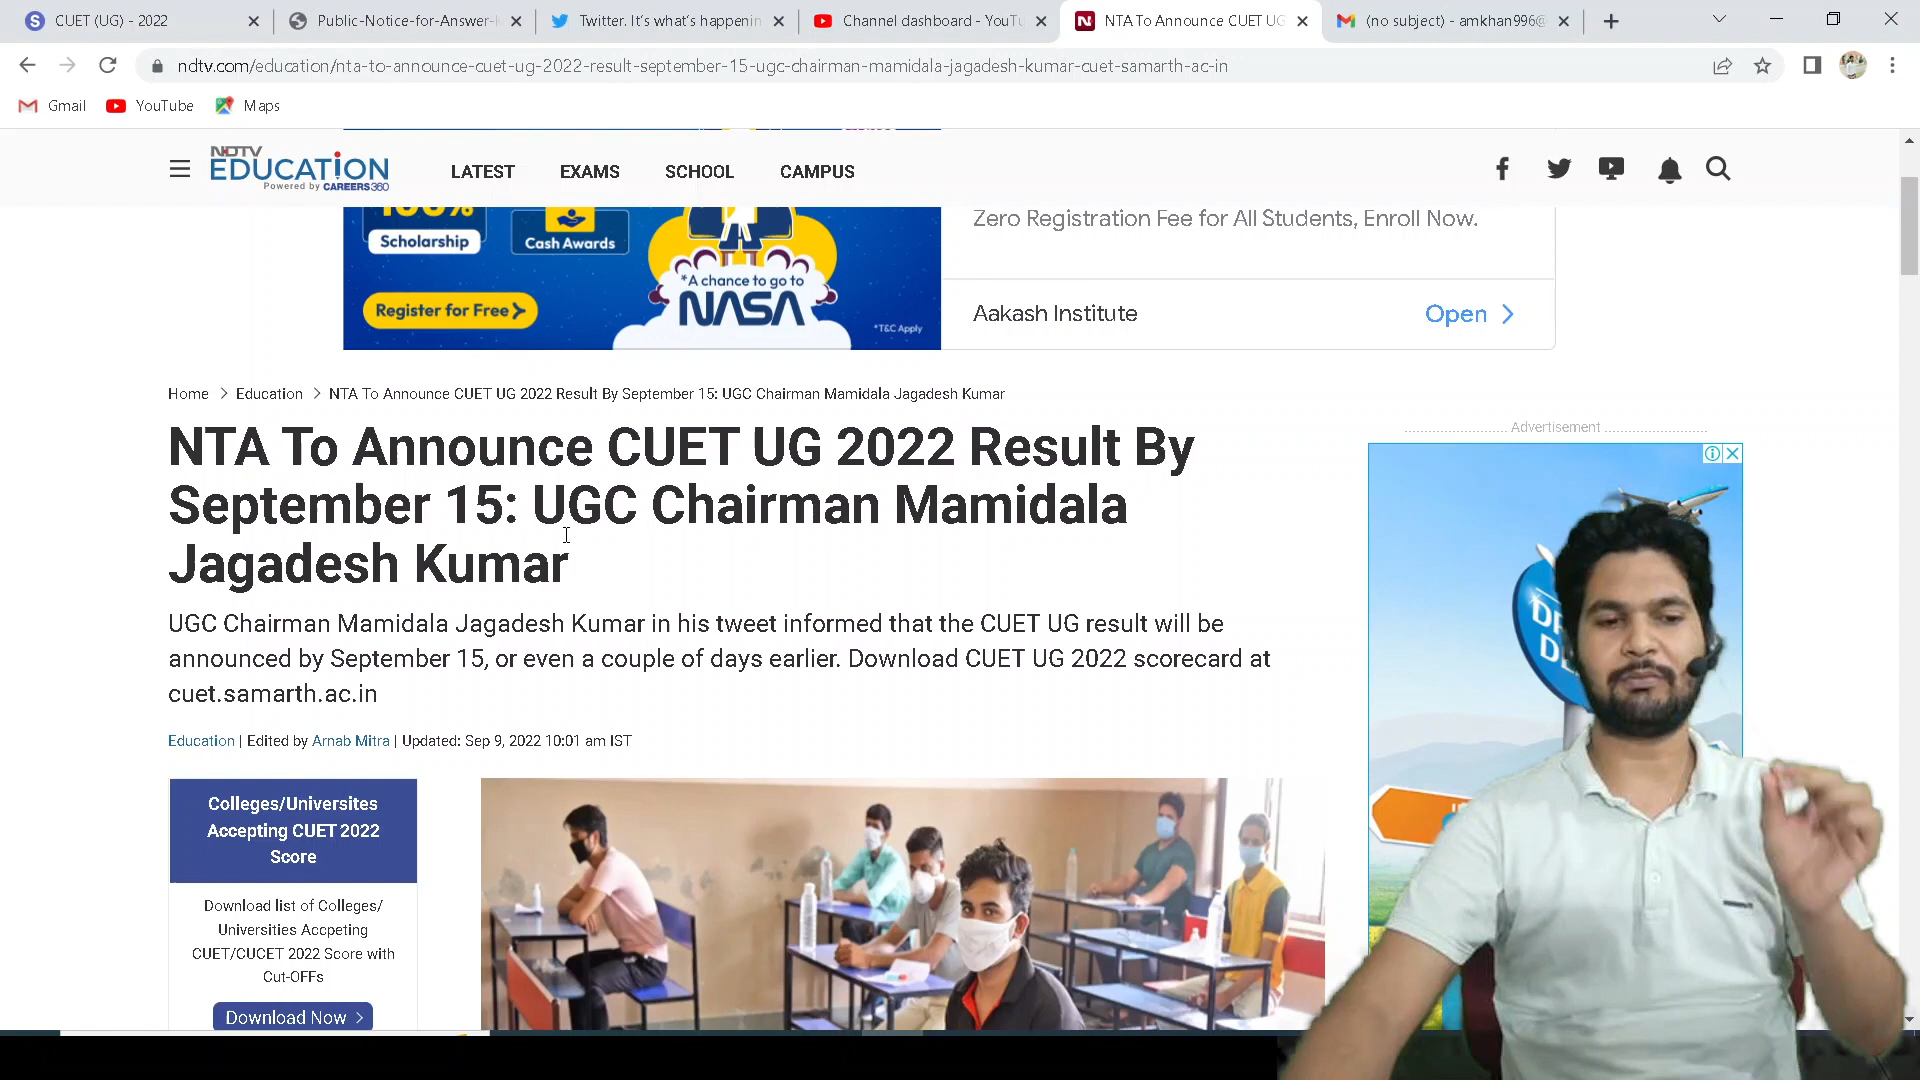 CUET (UG) - 2022
Public-Notice-for-Answer-
Twitter. It's what's happenin
Channel dashboard - YouTu
NTA To Announce CUET UG
(no subject) - amkhan996@
ndtv.com/education/nta-to-announce-cuet-ug-2022-result-september-15-ugc-chairman-mamidala-jagadesh-kumar-cuet-samarth-ac-in
Gmail
YouTube
Maps
NDTV
EDUCATION
Powered by CAREERS360
LATEST
EXAMS
SCHOOL
CAMPUS
100%
Scholarship
Cash Awards
Register for Free
*A chance to go to
NASA
*T&C Apply
Zero Registration Fee for All Students, Enroll Now.
Aakash Institute
Open
Home > Education > NTA To Announce CUET UG 2022 Result By September 15: UGC Chairman Mamidala Jagadesh Kumar
NTA To Announce CUET UG 2022 Result By
September 15: UGC Chairman Mamidala
Jagadesh Kumar
UGC Chairman Mamidala Jagadesh Kumar in his tweet informed that the CUET UG result will be
announced by September 15, or even a couple of days earlier. Download CUET UG 2022 scorecard at
cuet.samarth.ac.in
Education | Edited by Arnab Mitra | Updated: Sep 9, 2022 10:01 am IST
Advertisement
Colleges/Universites
Accepting CUET 2022
Score
Download list of Colleges/
Universities Accpeting
CUET/CUCET 2022 Score with
Cut-OFFs
Download Now